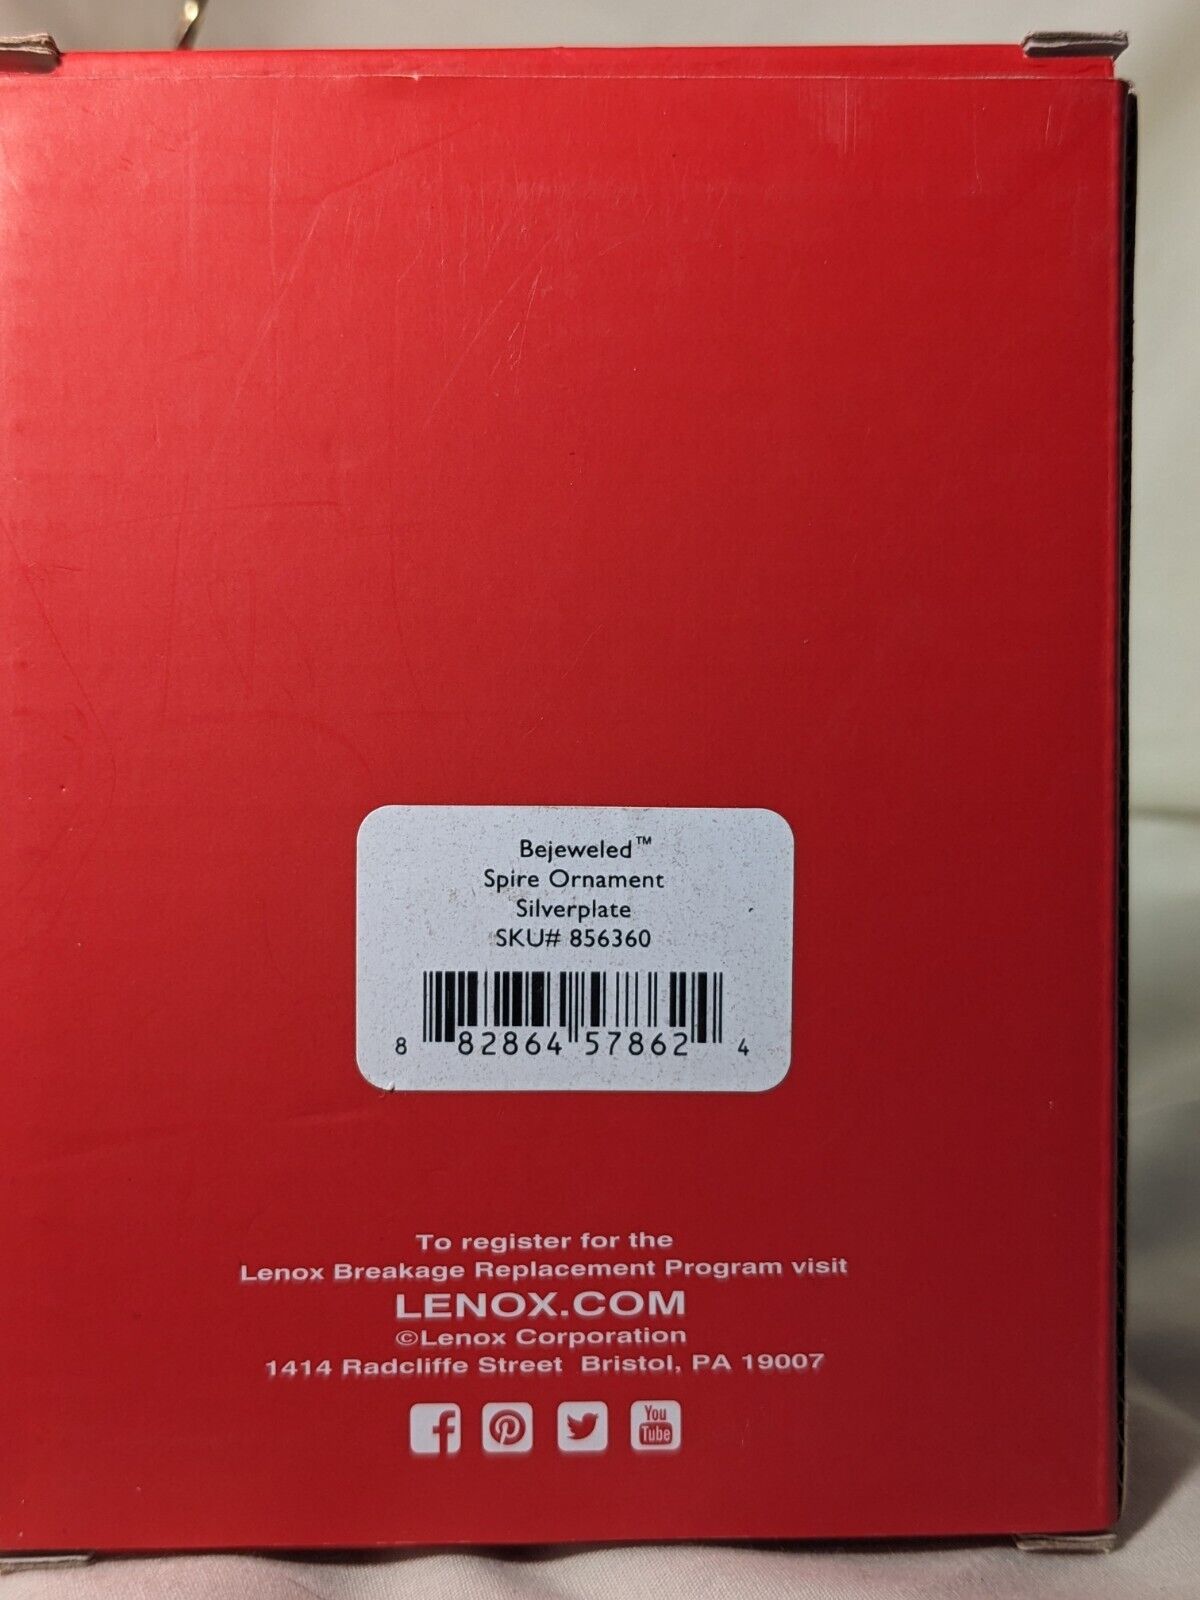 Bejeweled™
Spire Ornament
Silverplate
SKU# 856360
8 82864 57862 4
To register for the
Lenox Breakage Replacement Program visit
LENOX.COM
©Lenox Corporation
1414 Radcliffe Street Bristol, PA 19007
You
Tube